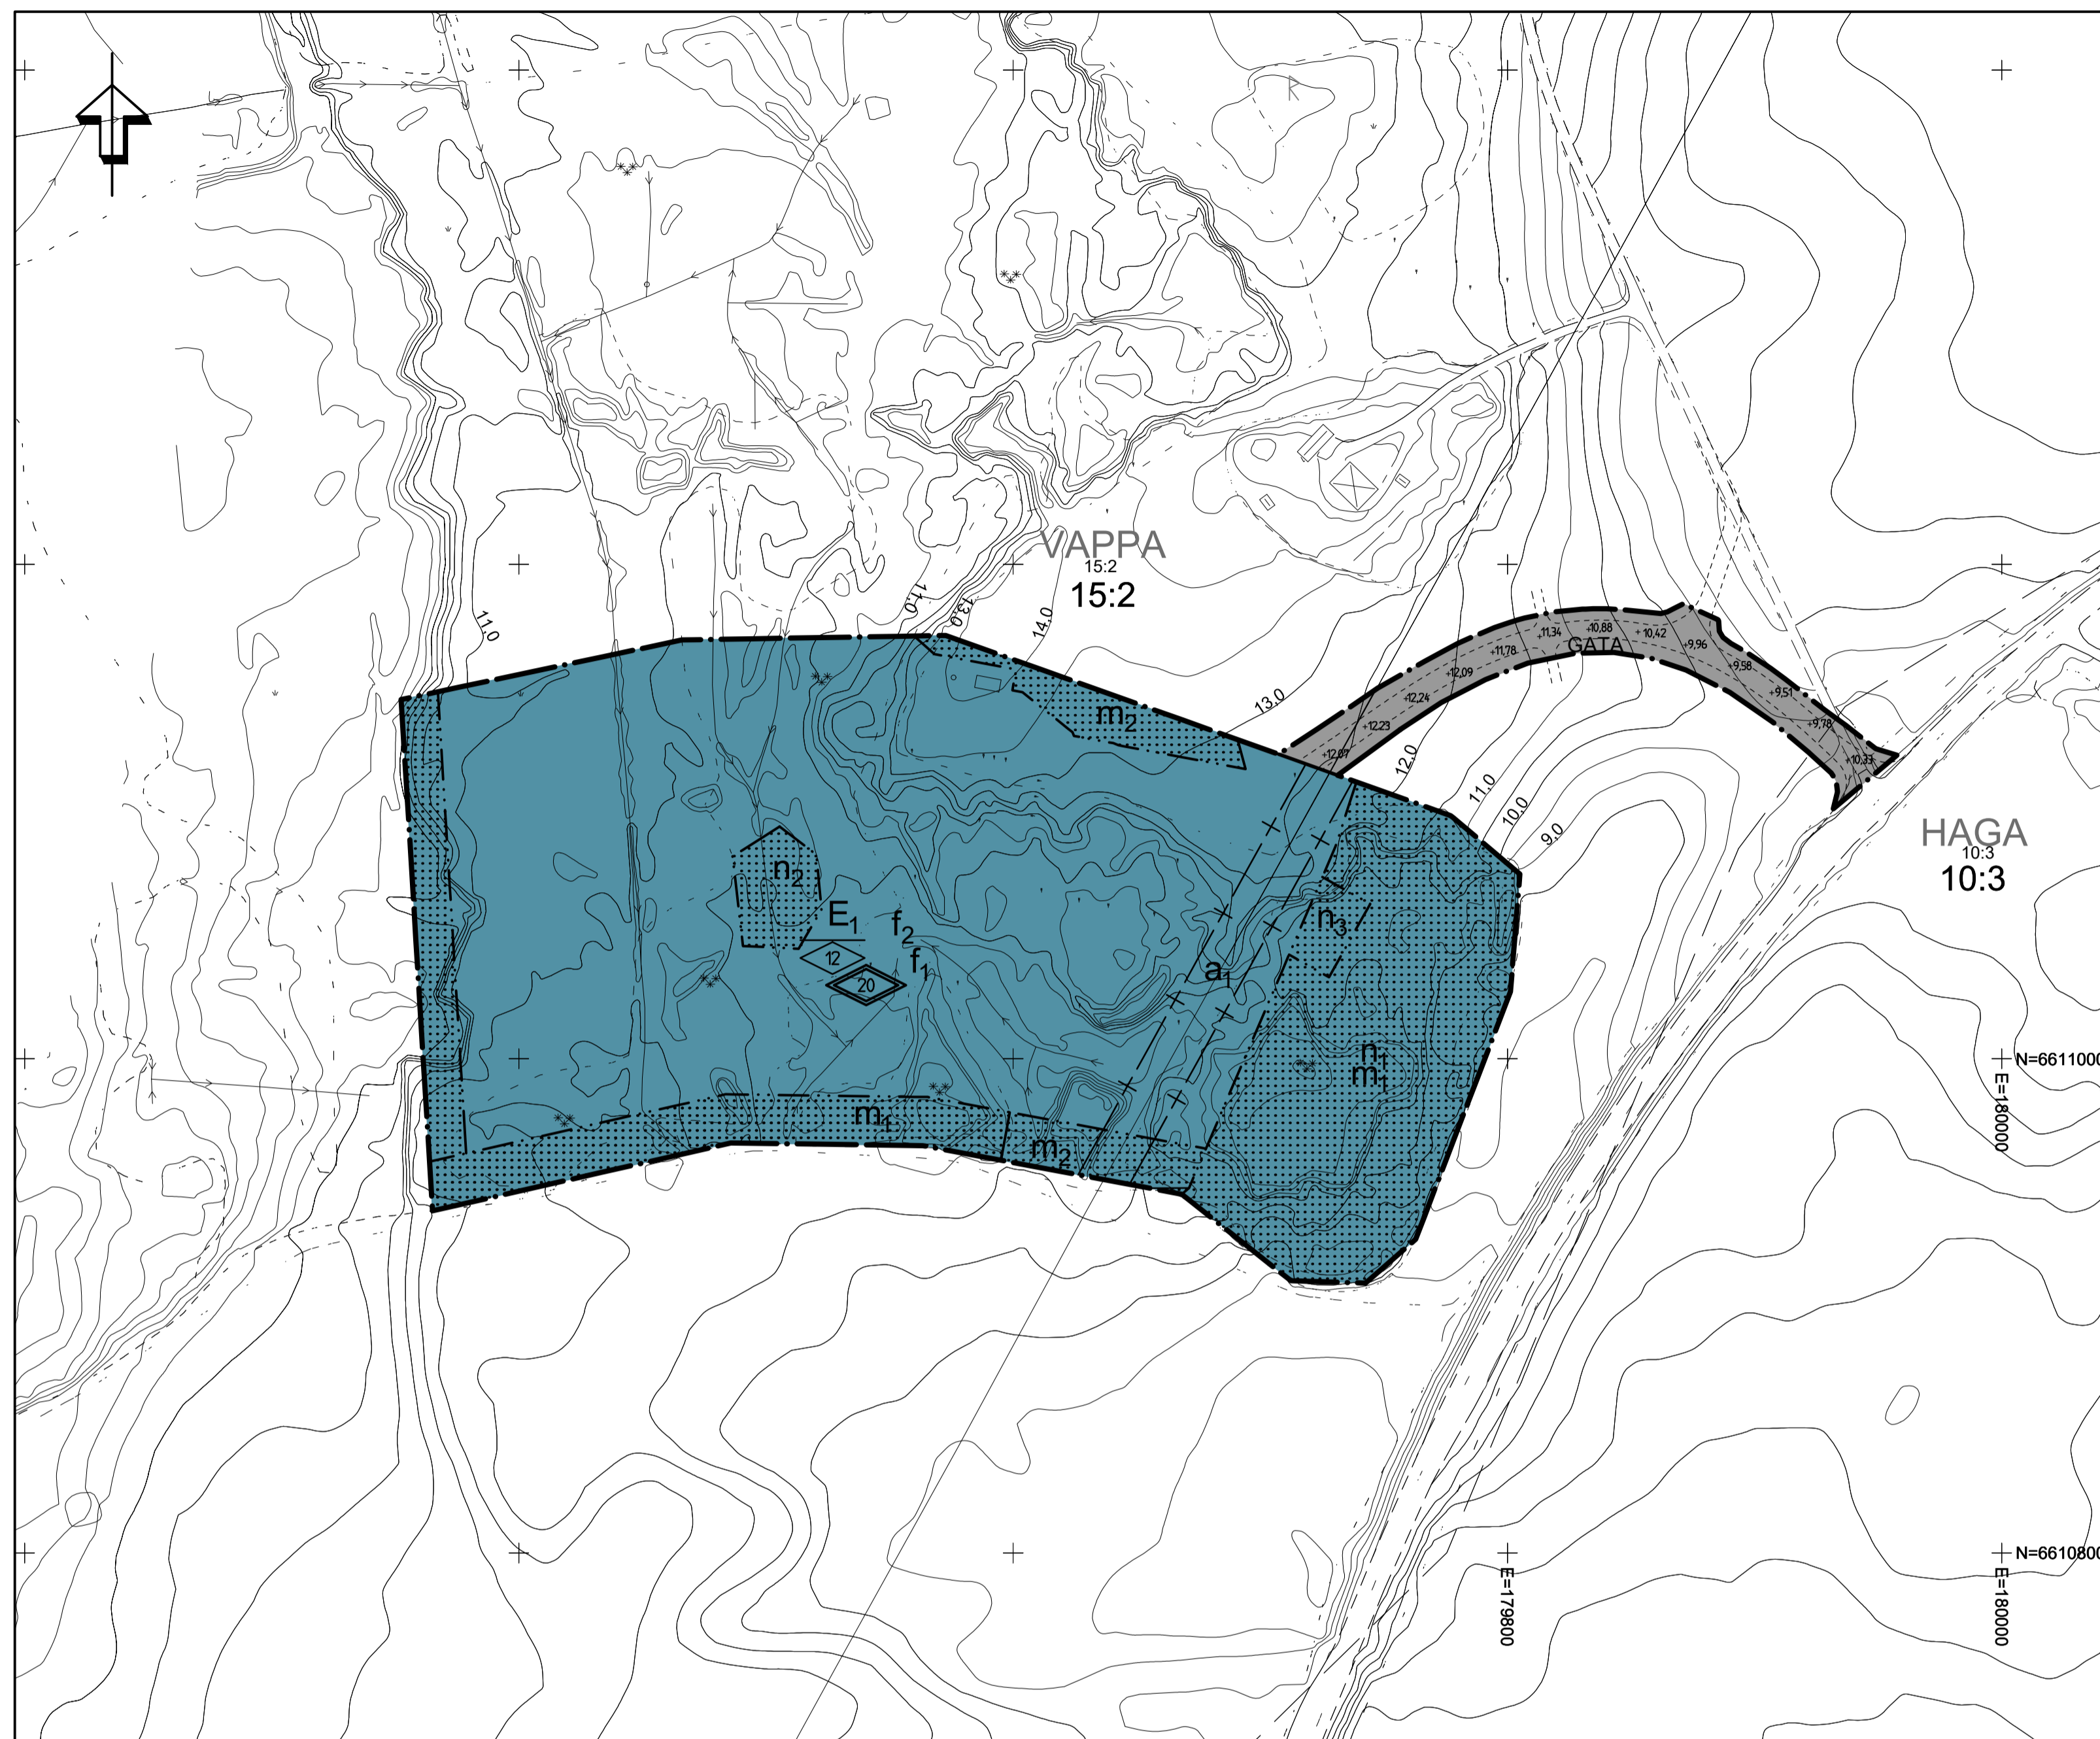 R
VAPPA
15:2
15:2
11,0
11,0
13,0
14,0
+11,34
+10,88
+10,42
GATA
+9,96
+11,78
+9,58
+12,09
+9,51
+12,24
+12,23
+9,78
+12,07
+10,33
m2
13,0
12,0
11,0
10,0
9,0
HAGA
10:3
10:3
n2
E1
f2
n3
12
f1
a1
20
n1
m1
N=6611000
E=180000
m1
m2
N=6610800
E=179800
E=180000